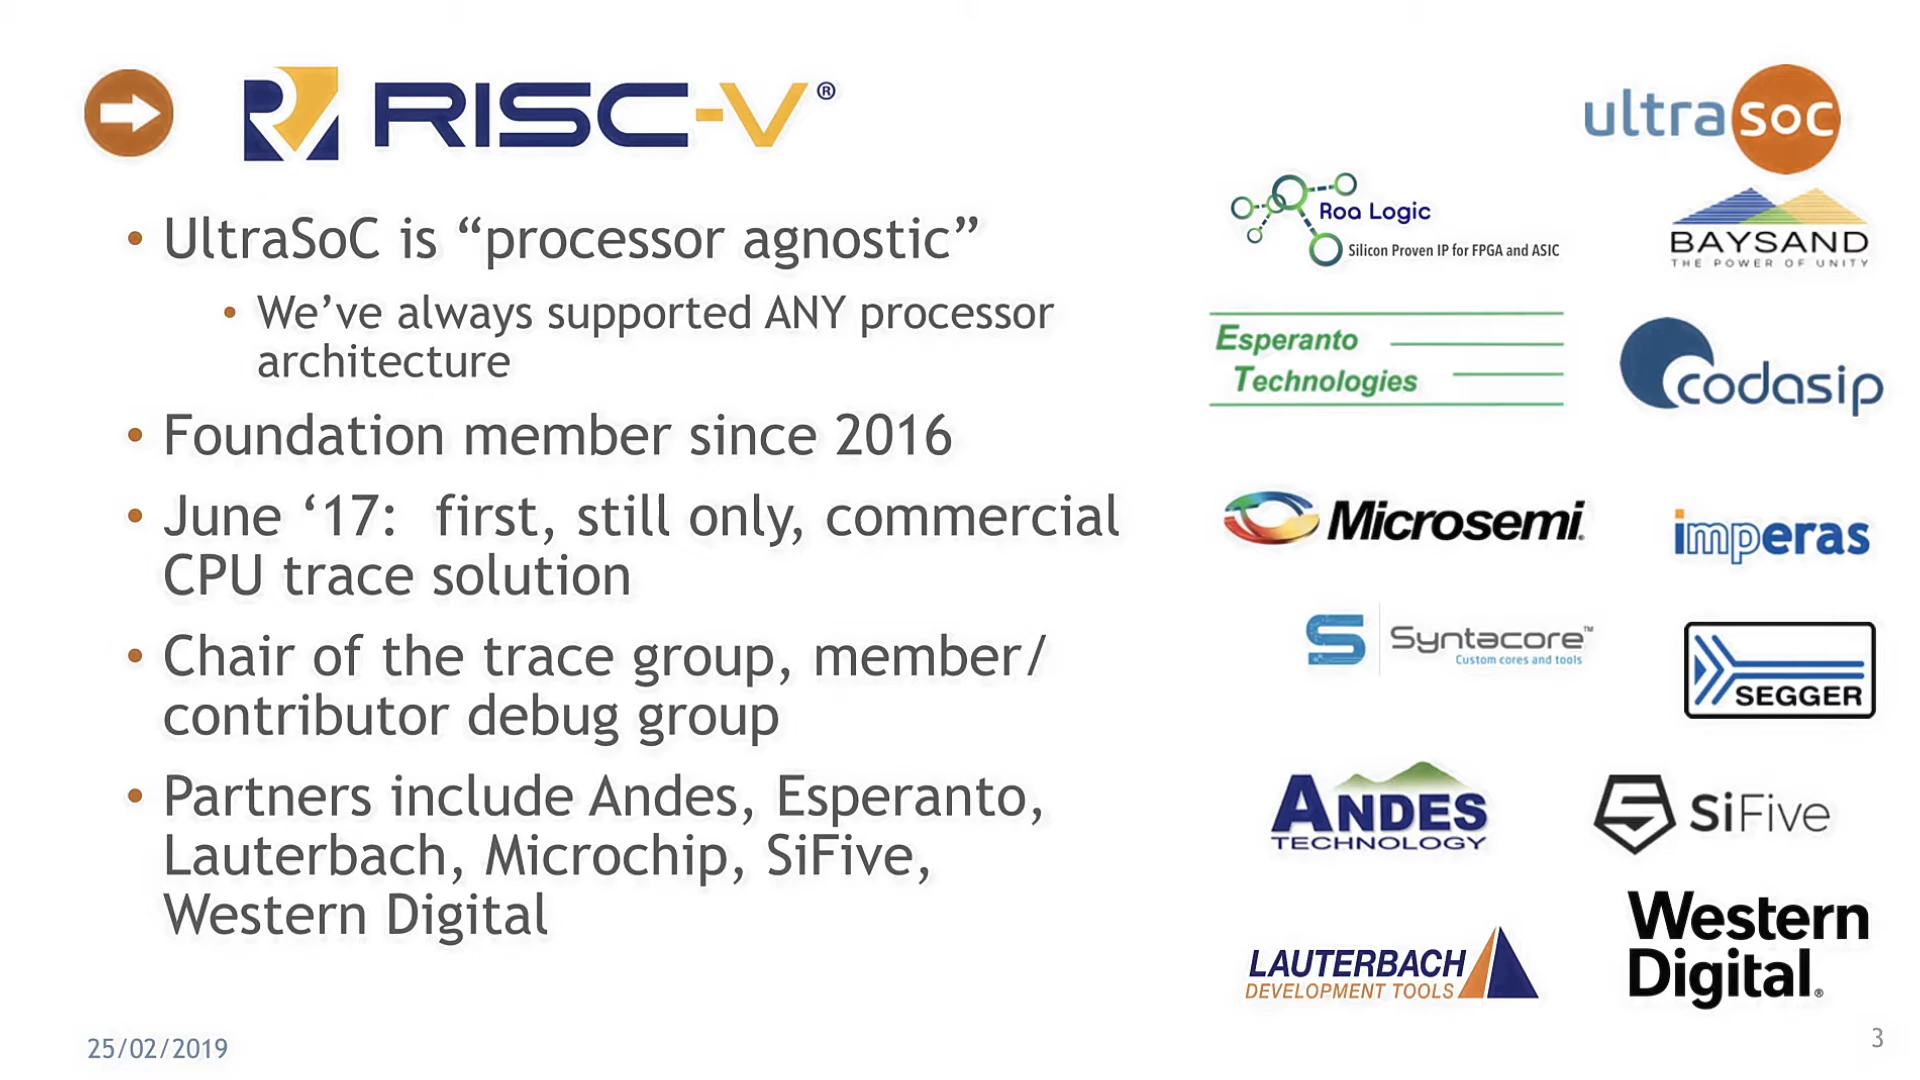 RISC-V®
ultrasoc
• UltraSoC is “processor agnostic”
• We’ve always supported ANY processor
architecture
• Foundation member since 2016
• June ‘17:  first, still only, commercial
CPU trace solution
• Chair of the trace group, member/
contributor debug group
• Partners include Andes, Esperanto,
Lauterbach, Microchip, SiFive,
Western Digital
Roa Logic
Silicon Proven IP for FPGA and ASIC
BAYSAND
THE POWER OF UNITY
Esperanto
Technologies
codasip
Microsemi.
imperas
Syntacore™
Custom cores and tools
SEGGER
ANDES
TECHNOLOGY
SiFive
LAUTERBACH
DEVELOPMENT TOOLS
Western
Digital®
25/02/2019
3